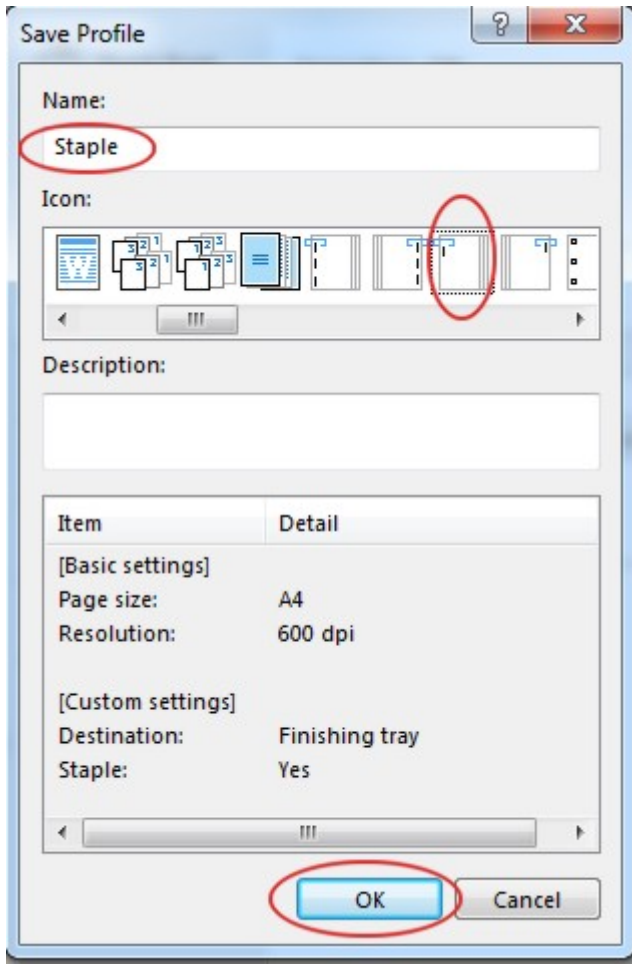 Save Profile
Name:
Staple
Icon:
Description:
Item Detail
[Basic settings]
Page size: A4
Resolution: 600 dpi
[Custom settings]
Destination: Finishing tray
Staple: Yes
OK Cancel